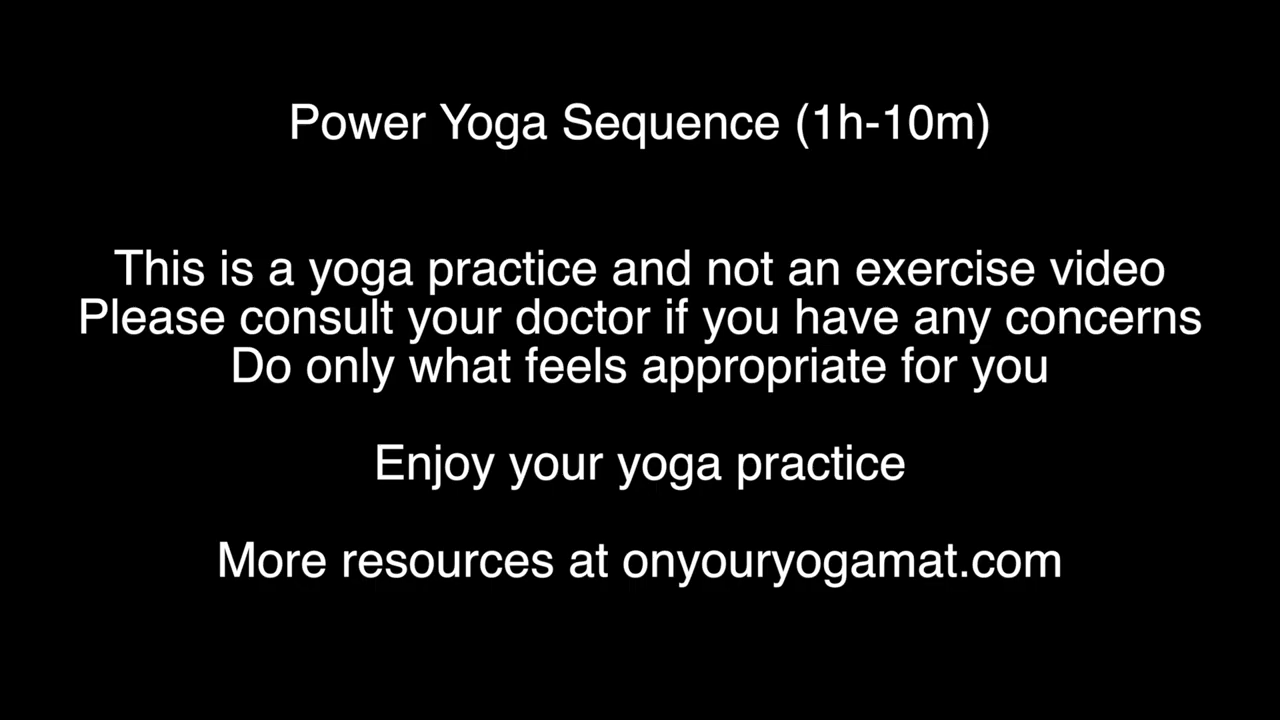 Power Yoga Sequence (1h-10m)
This is a yoga practice and not an exercise video
Please consult your doctor if you have any concerns
Do only what feels appropriate for you
Enjoy your yoga practice
More resources at onyouryogamat.com